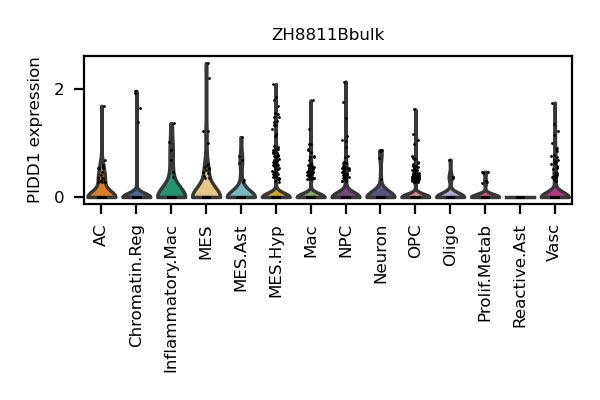 ZH8811Bbulk
PIDD1 expression
2
0
AC
Chromatin.Reg
Inflammatory.Mac
MES
MES.Ast
MES.Hyp
Mac
NPC
Neuron
OPC
Oligo
Prolif.Metab
Reactive.Ast
Vasc